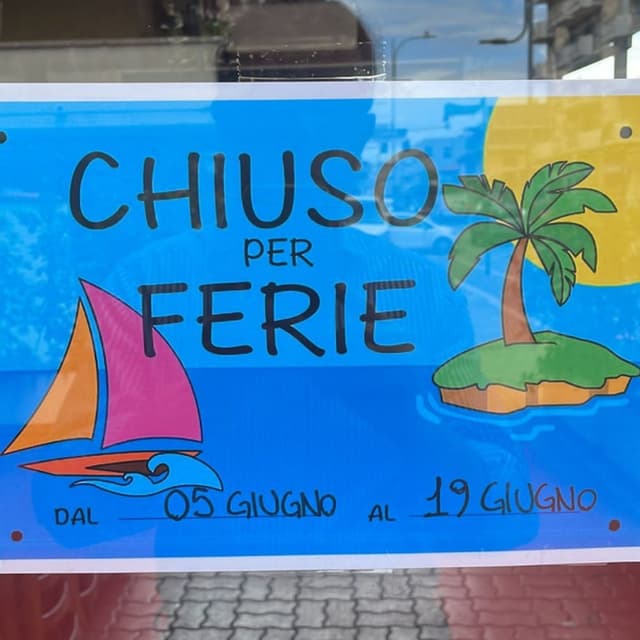 CHIUSO
PER
FERIE
DAL 05 GIUGNO AL 19 GIUGNO